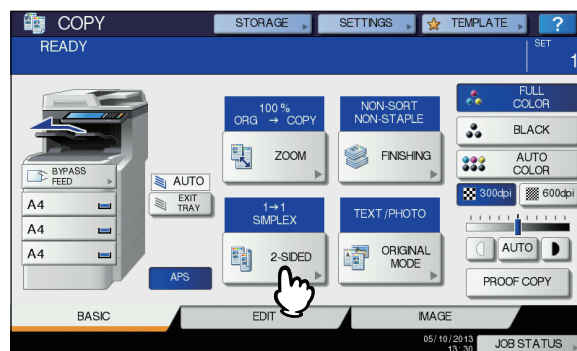 COPY
STORAGE
SETTINGS
TEMPLATE
?
READY
SET
1
100 %
ORG → COPY
ZOOM
NON-SORT
NON-STAPLE
FINISHING
FULL
COLOR
BLACK
AUTO
COLOR
300dpi
600dpi
BYPASS
FEED
AUTO
EXIT
TRAY
A4
A4
A4
1→1
SIMPLEX
2-SIDED
TEXT/PHOTO
ORIGINAL
MODE
AUTO
APS
PROOF COPY
BASIC
EDIT
IMAGE
05/10/2013
13:30
JOB STATUS